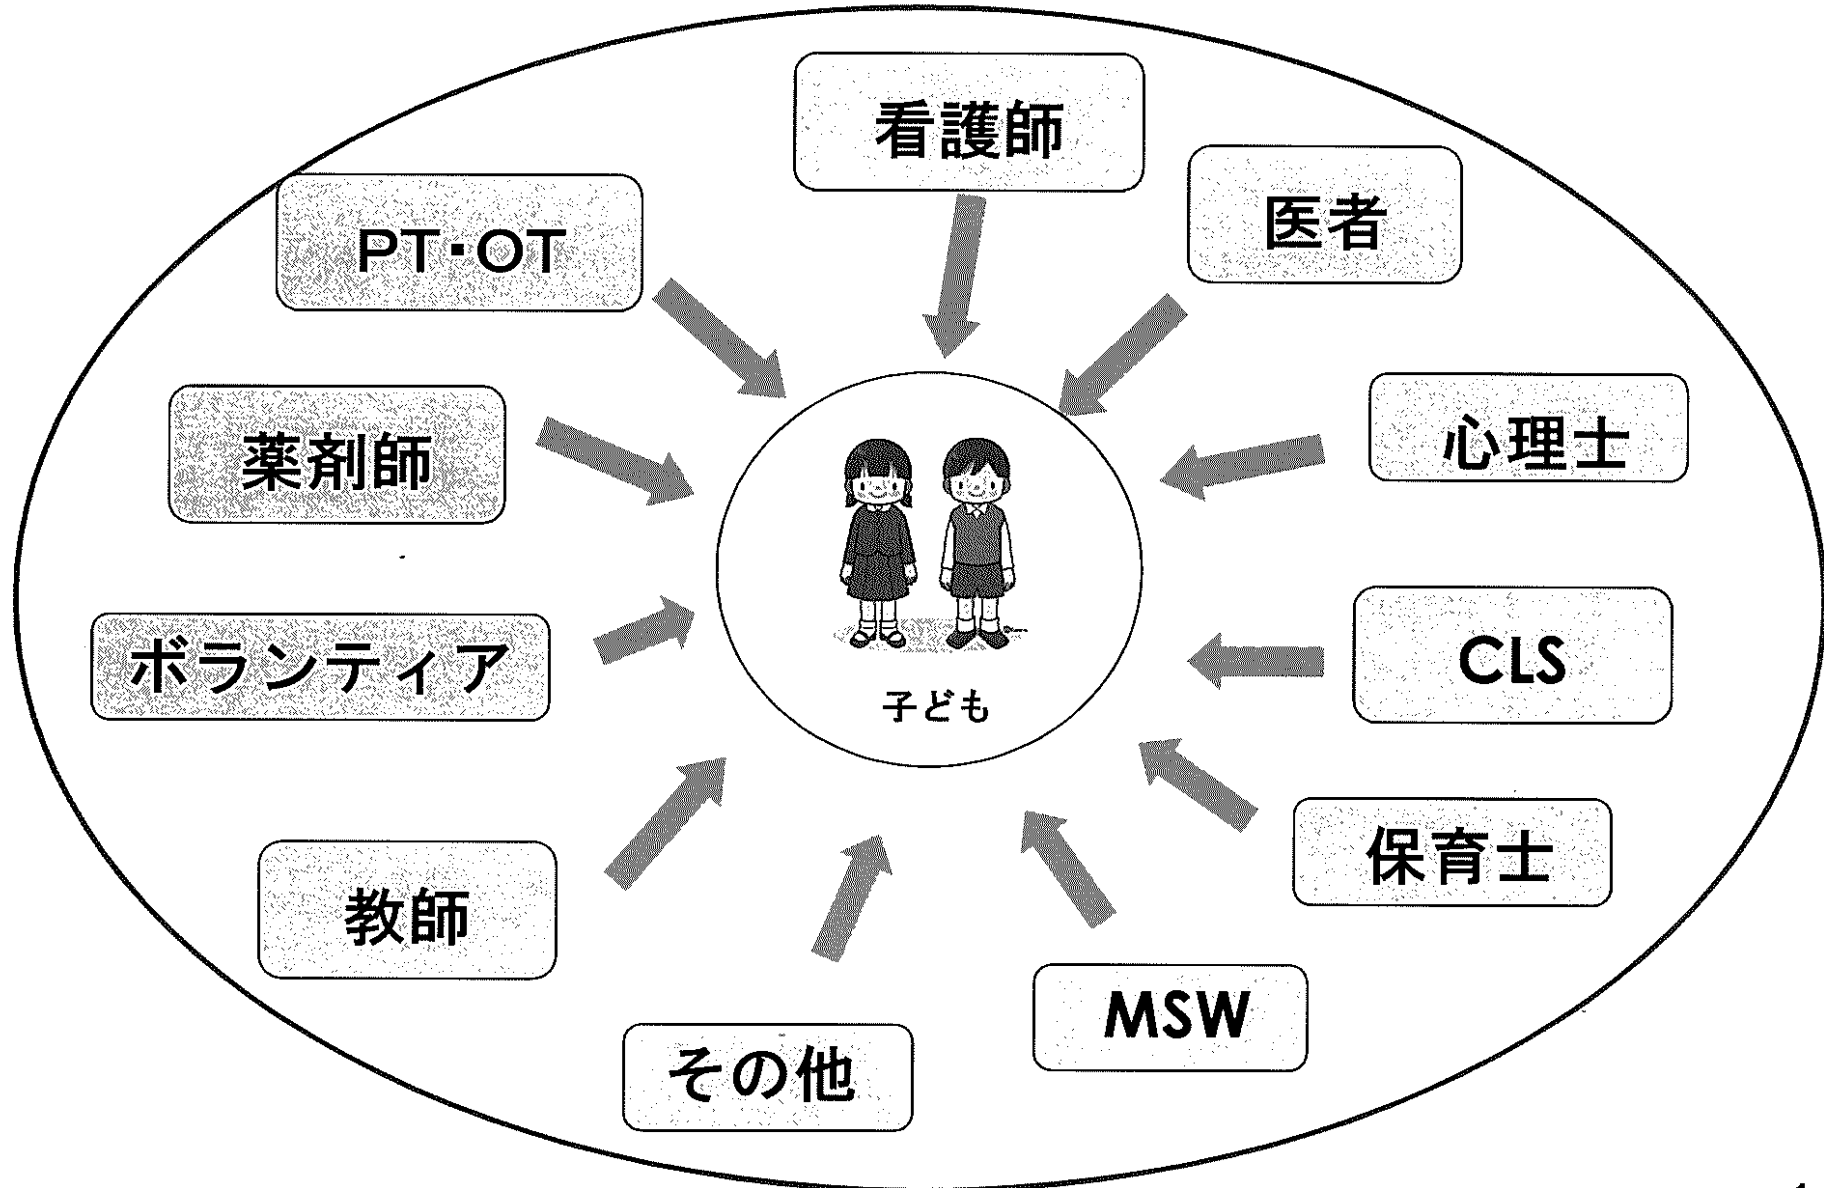 看護師
医者
PT・OT
心理士
薬剤師
CLS
ボランティア
子ども
保育士
教師
MSW
その他